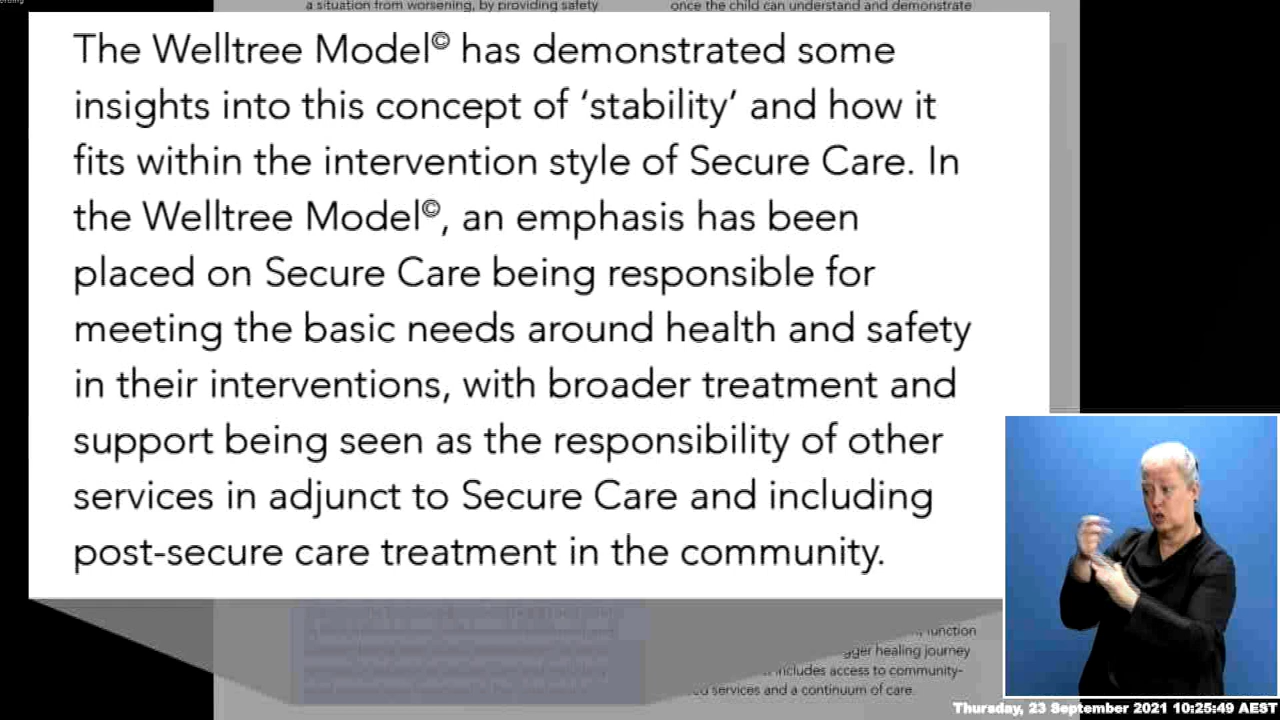 a situation from worsening, by providing safety
once the child can understand and demonstrate
The Welltree Model© has demonstrated some
insights into this concept of ‘stability’ and how it
fits within the intervention style of Secure Care. In
the Welltree Model©, an emphasis has been
placed on Secure Care being responsible for
meeting the basic needs around health and safety
in their interventions, with broader treatment and
support being seen as the responsibility of other
services in adjunct to Secure Care and including
post-secure care treatment in the community.
function
healing journey
includes access to community-
services and a continuum of care.
Thursday, 23 September 2021 10:25:49 AEST